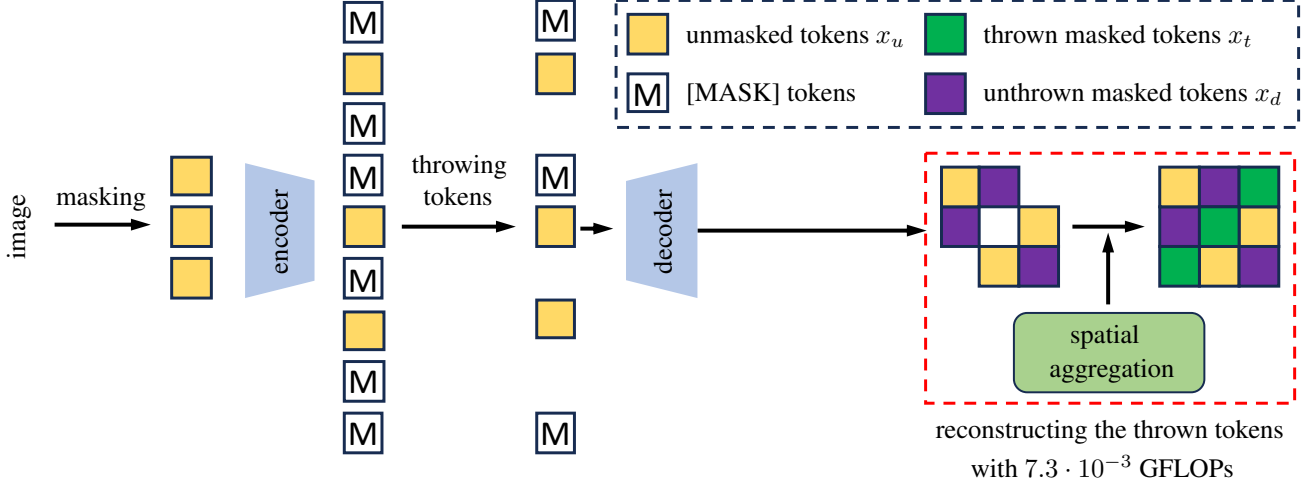 M
M
unmasked tokens $x_u$
thrown masked tokens $x_t$
M
[MASK] tokens
unthrown masked tokens $x_d$
M
image
masking
encoder
M
throwing
tokens
M
decoder
M
M
M
M
spatial
aggregation
reconstructing the thrown tokens
with $7.3 \cdot 10^{-3}$ GFLOPs